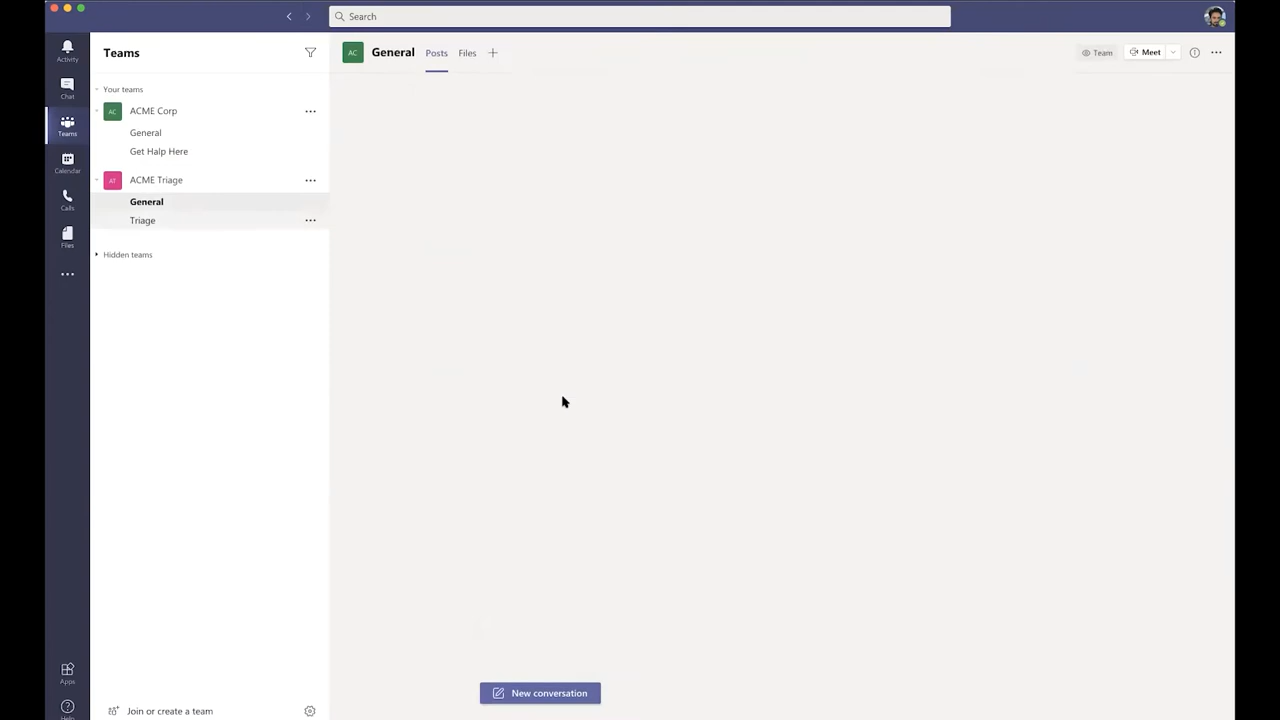 Search
Activity
Chat
Teams
Calendar
Calls
Files
Apps
Help
Teams
Your teams
AC ACME Corp
General
Get Halp Here
AT ACME Triage
General
Triage
Hidden teams
Join or create a team
AC General Posts Files
Team Meet
New conversation